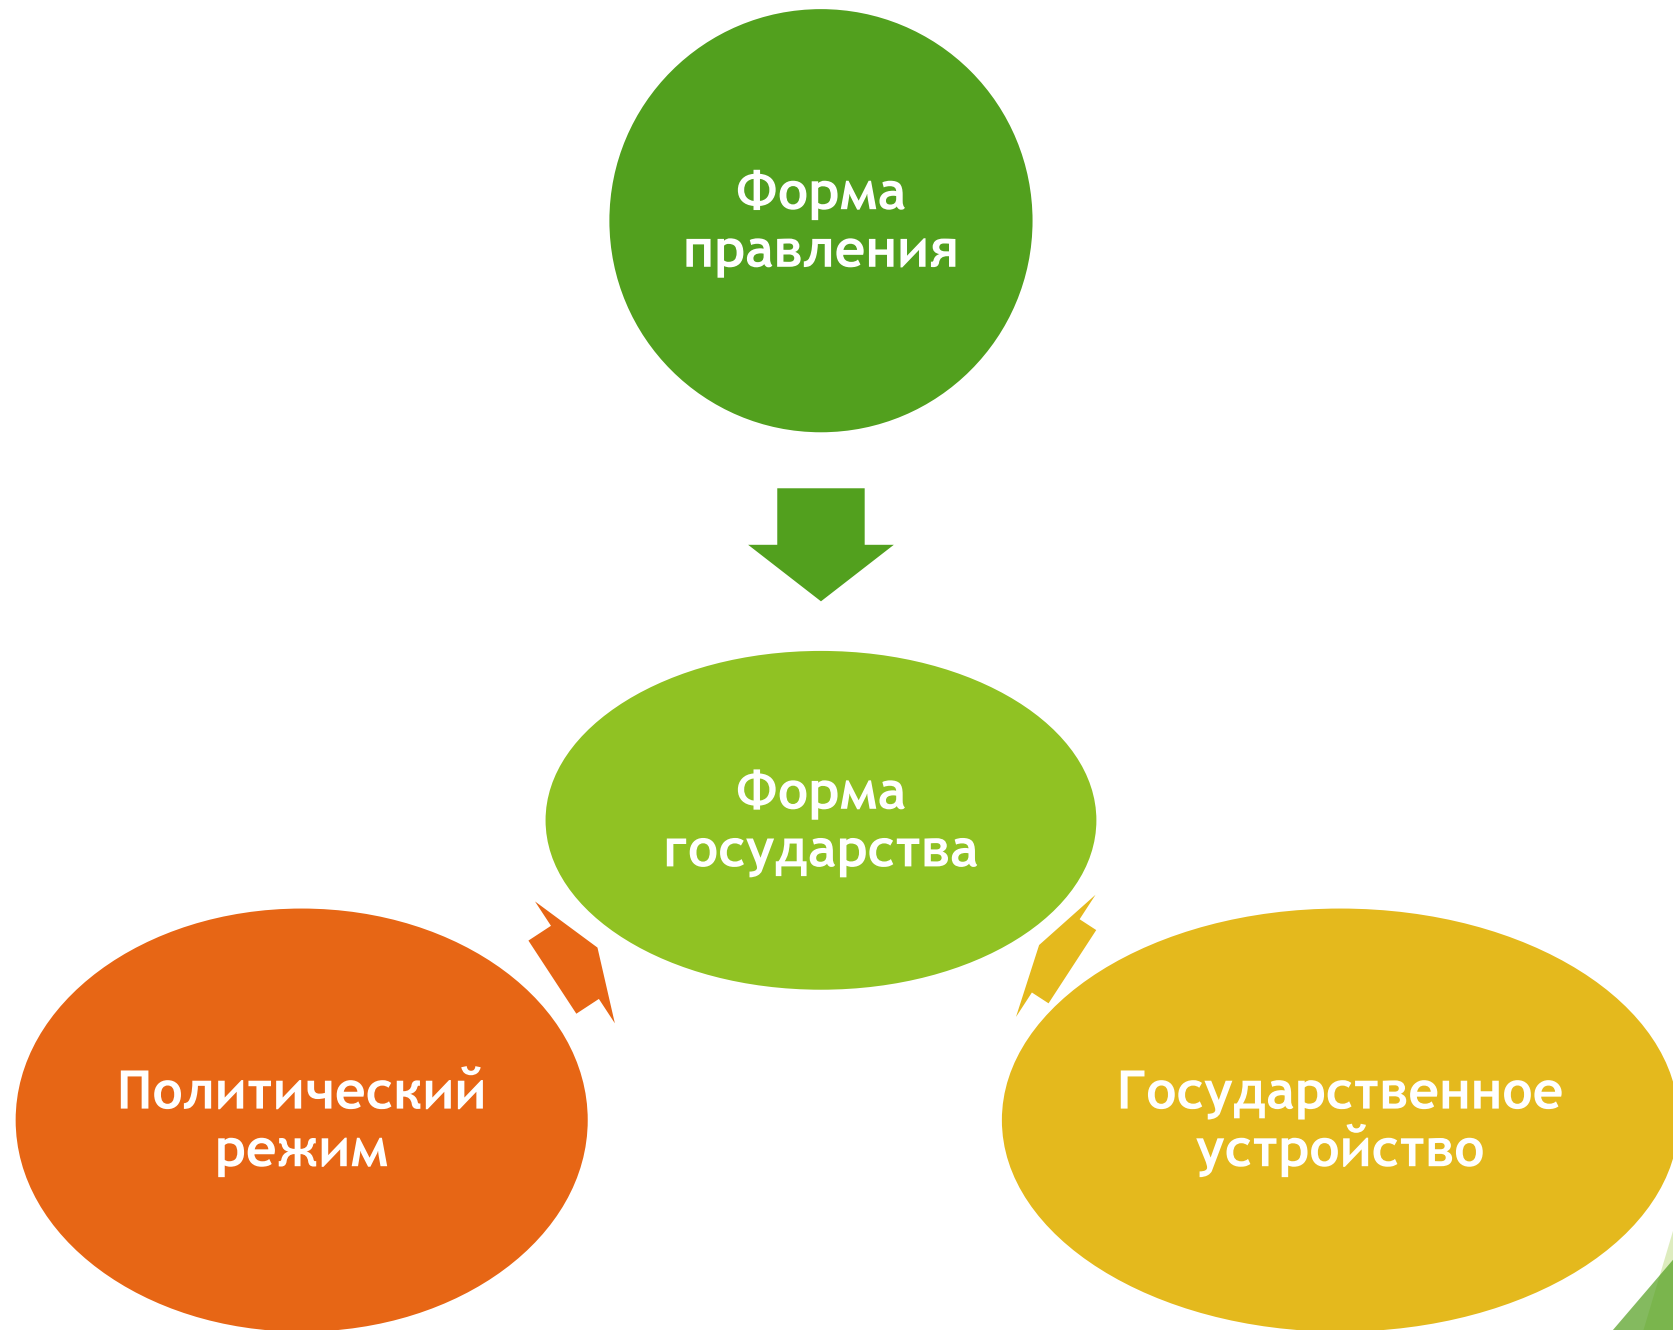 Форма
правления
Форма
государства
Политический
режим
Государственное
устройство